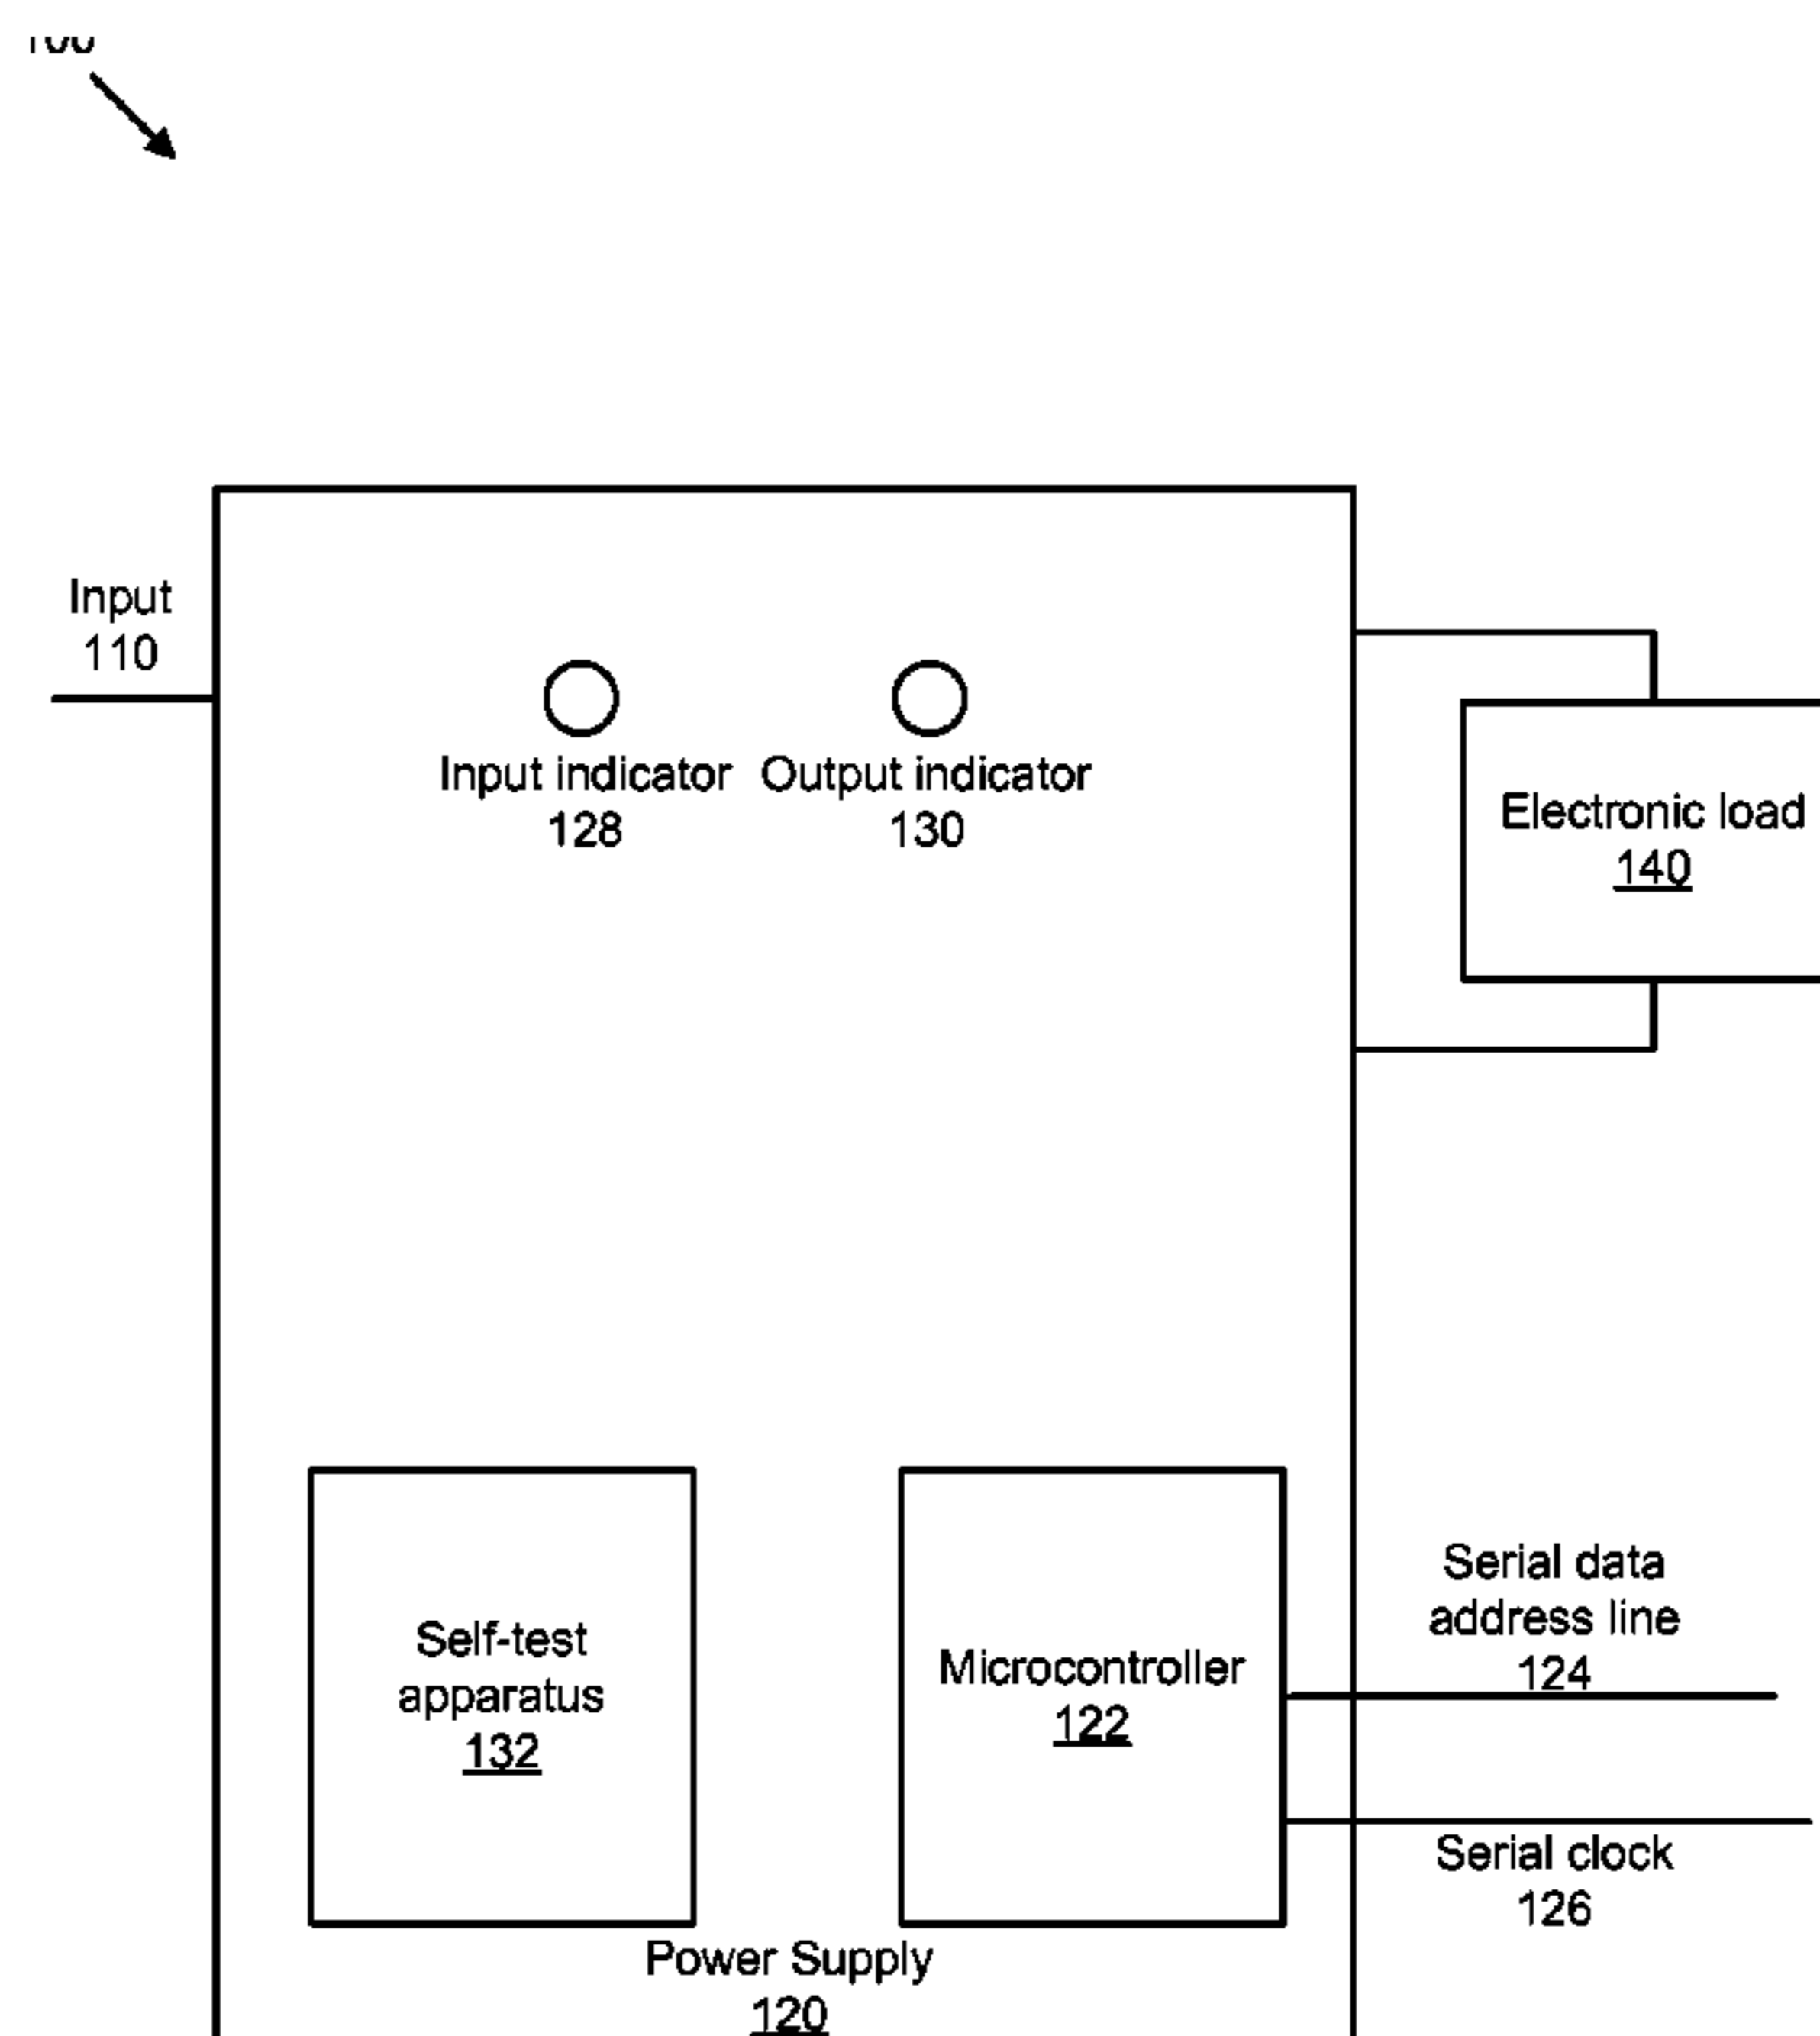 Input
110
Input indicator
128
Output indicator
130
Electronic load
140
Self-test
apparatus
132
Microcontroller
122
Serial data
address line
124
Serial clock
126
Power Supply
120